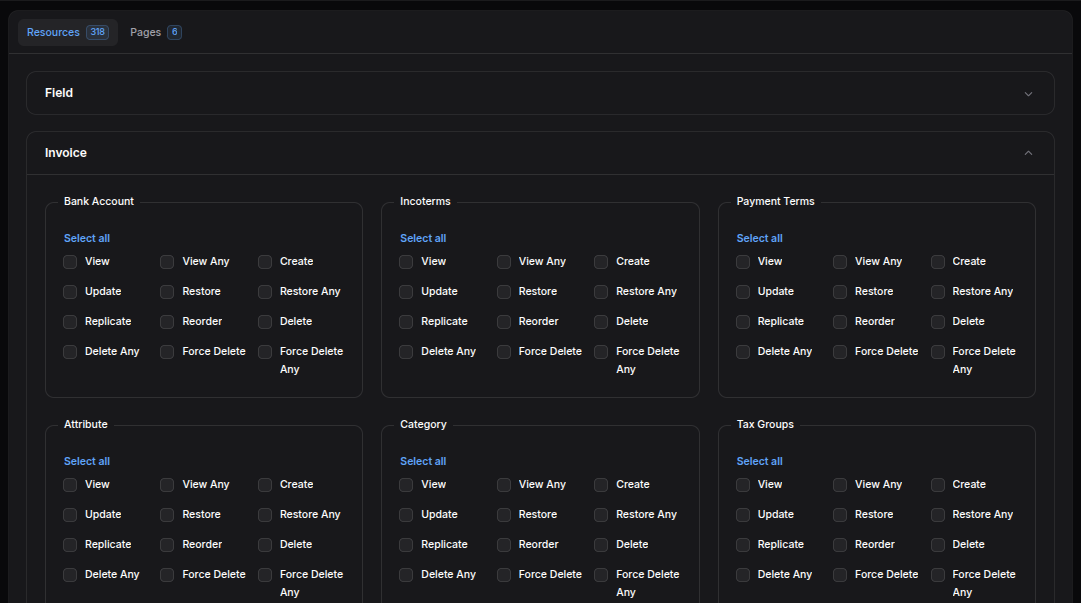 Resources 318 Pages 6
Field
Invoice
Bank Account Incoterms Payment Terms
Select all Select all Select all
View View Any Create View View Any Create View View Any Create
Update Restore Restore Any Update Restore Restore Any Update Restore Restore Any
Replicate Reorder Delete Replicate Reorder Delete Replicate Reorder Delete
Delete Any Force Delete Force Delete Delete Any Force Delete Force Delete Delete Any Force Delete Force Delete
Any Any Any
Attribute Category Tax Groups
Select all Select all Select all
View View Any Create View View Any Create View View Any Create
Update Restore Restore Any Update Restore Restore Any Update Restore Restore Any
Replicate Reorder Delete Replicate Reorder Delete Replicate Reorder Delete
Delete Any Force Delete Force Delete Delete Any Force Delete Force Delete Delete Any Force Delete Force Delete
Any Any Any